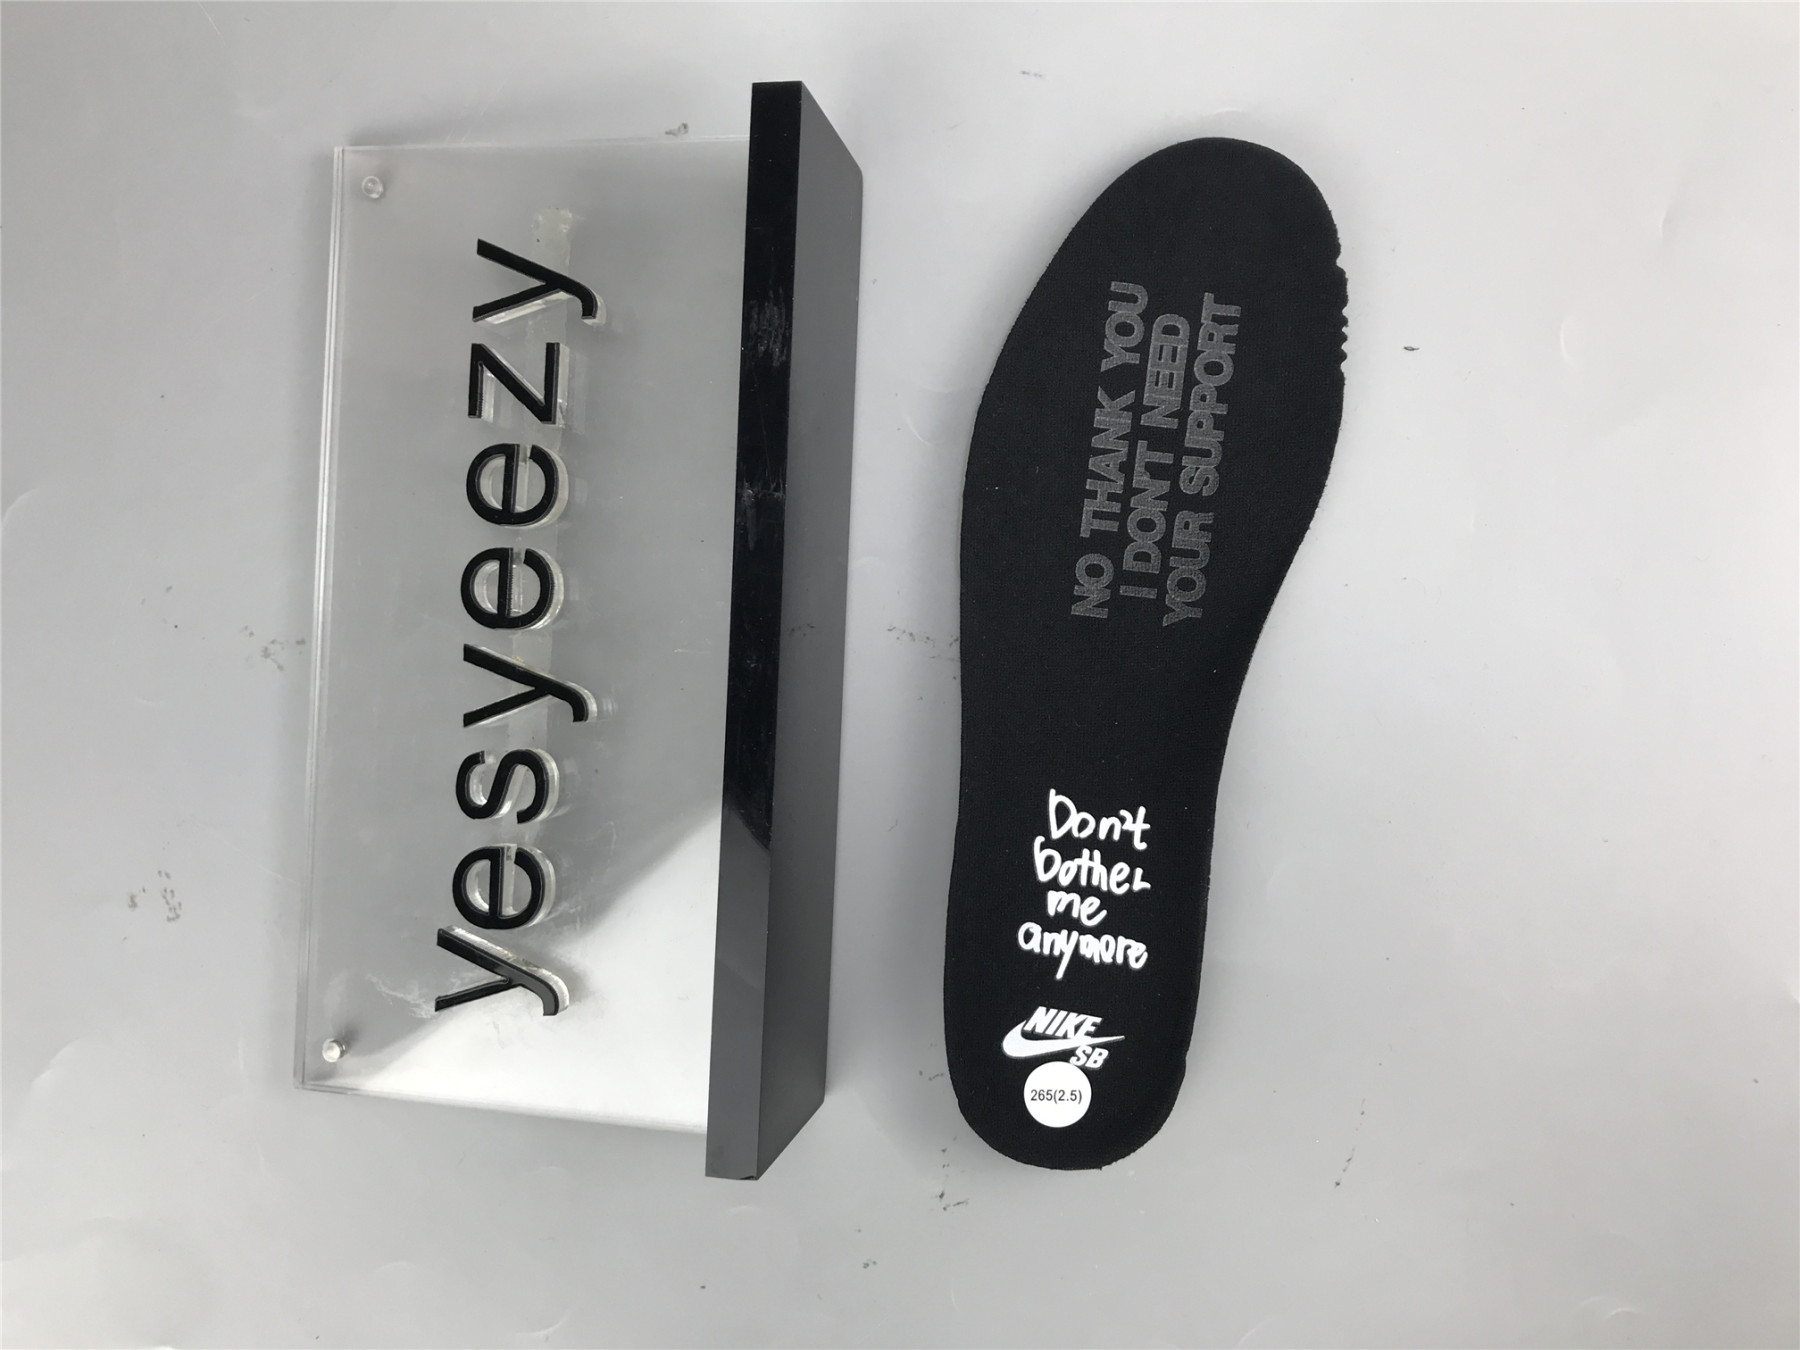 yesyeezy
NO THANK YOU
I DON'T NEED
YOUR SUPPORT
Don't
bother
me
anymore
NIKE
SB
265(2.5)